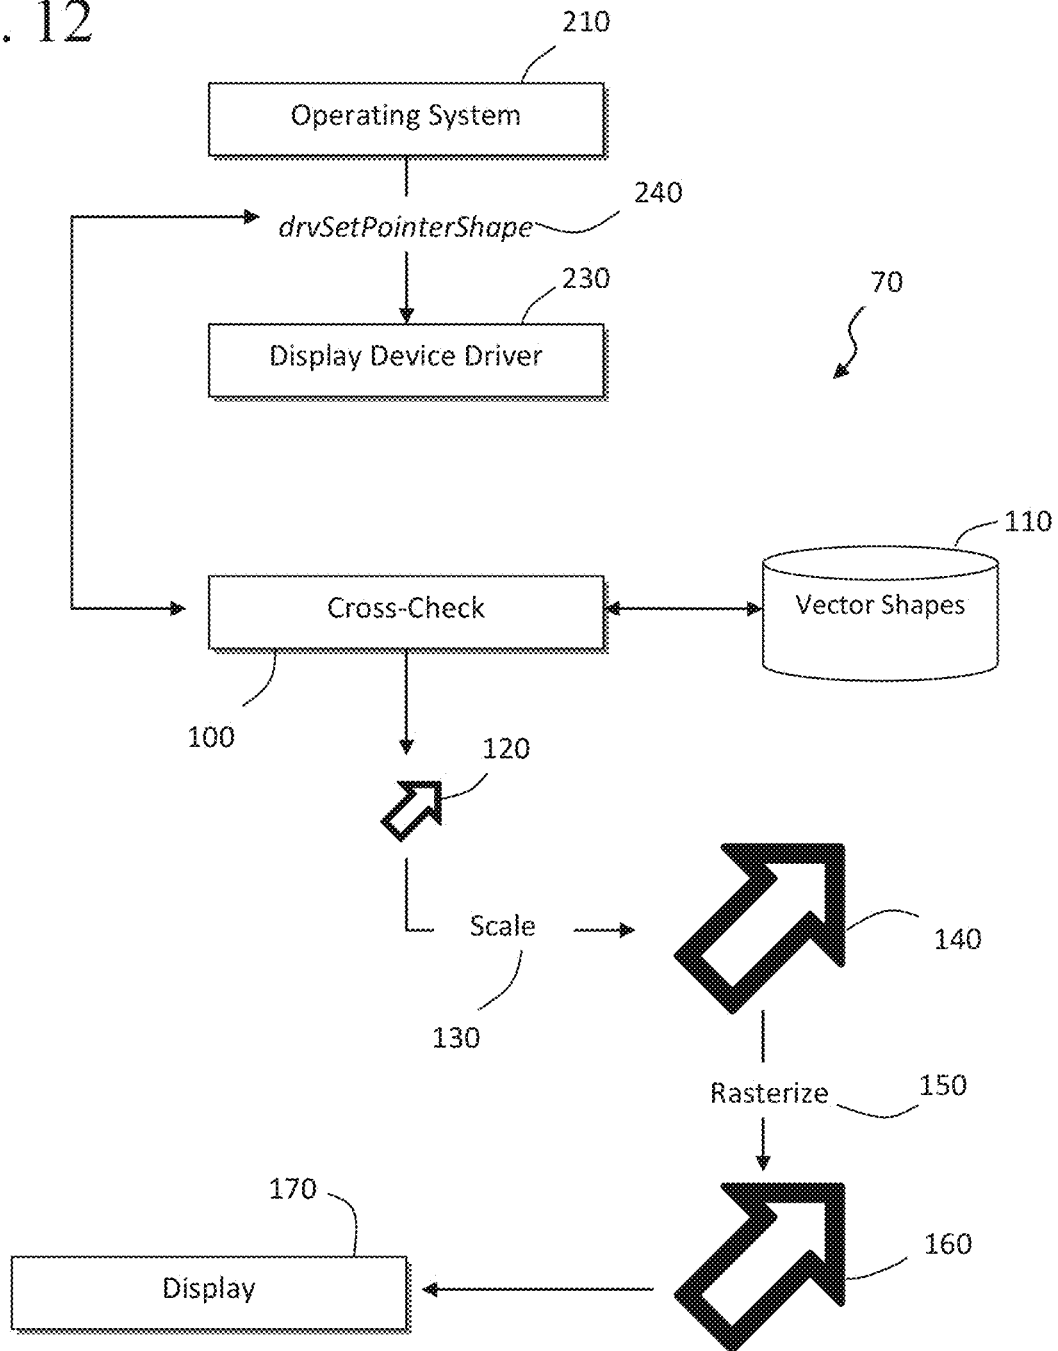 . 12
210
Operating System
240
drvSetPointerShape
230
70
Display Device Driver
110
Cross-Check
Vector Shapes
100
120
Scale
140
130
Rasterize
150
170
160
Display